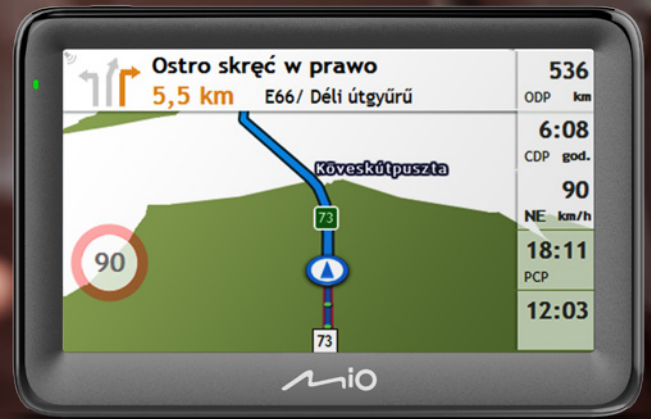 Ostro skręć w prawo
5,5 km E66/ Déli útgyűrű
536
ODP km
6:08
CDP god.
90
NE km/h
18:11
PCP
12:03
Köveskútpuszta
73
90
73
Mio